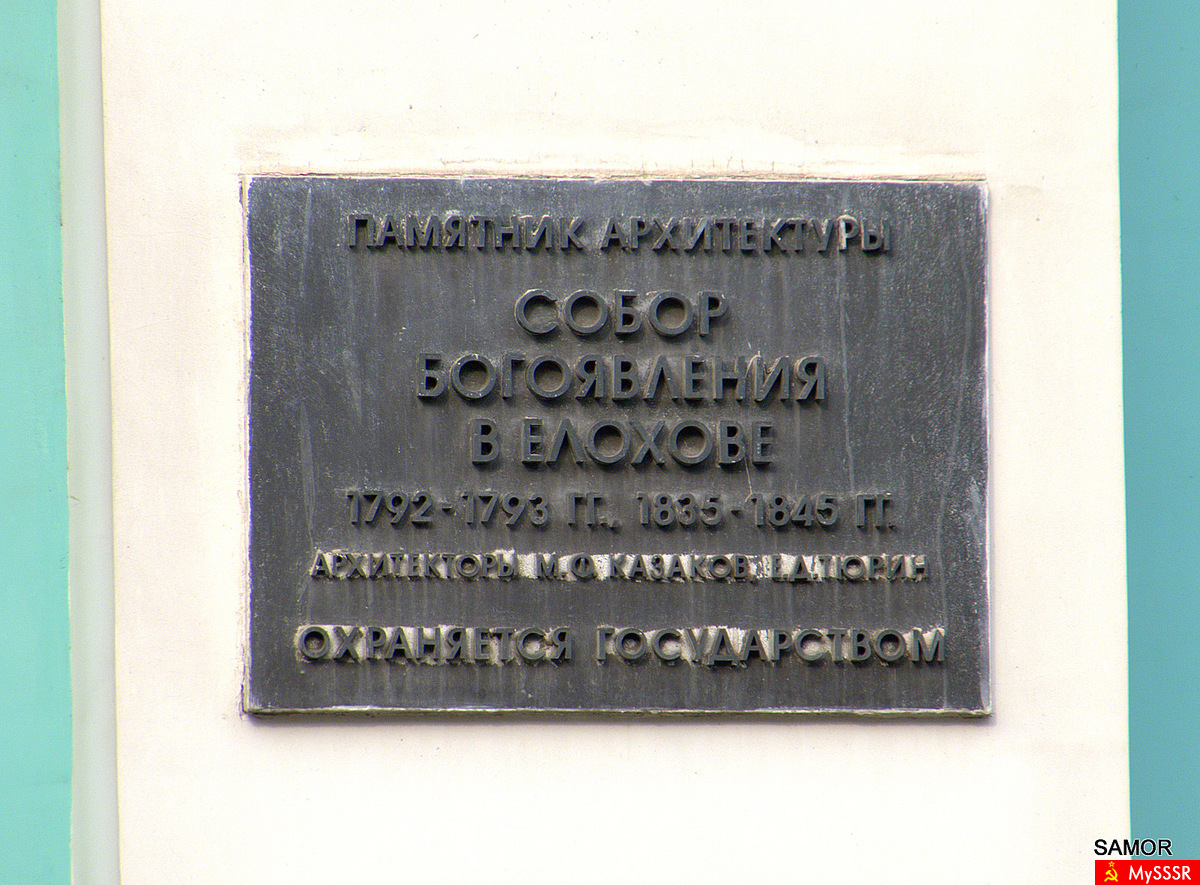 ПАМЯТНИК АРХИТЕКТУРЫ
СОБОР
БОГОЯВЛЕНИЯ
В ЕЛОХОВЕ
1792-1793 ГГ., 1835-1845 ГГ.
АРХИТЕКТОРЫ М.Ф. КАЗАКОВ, Е.Д.ТЮРИН
ОХРАНЯЕТСЯ ГОСУДАРСТВОМ
SAMOR
MySSSR